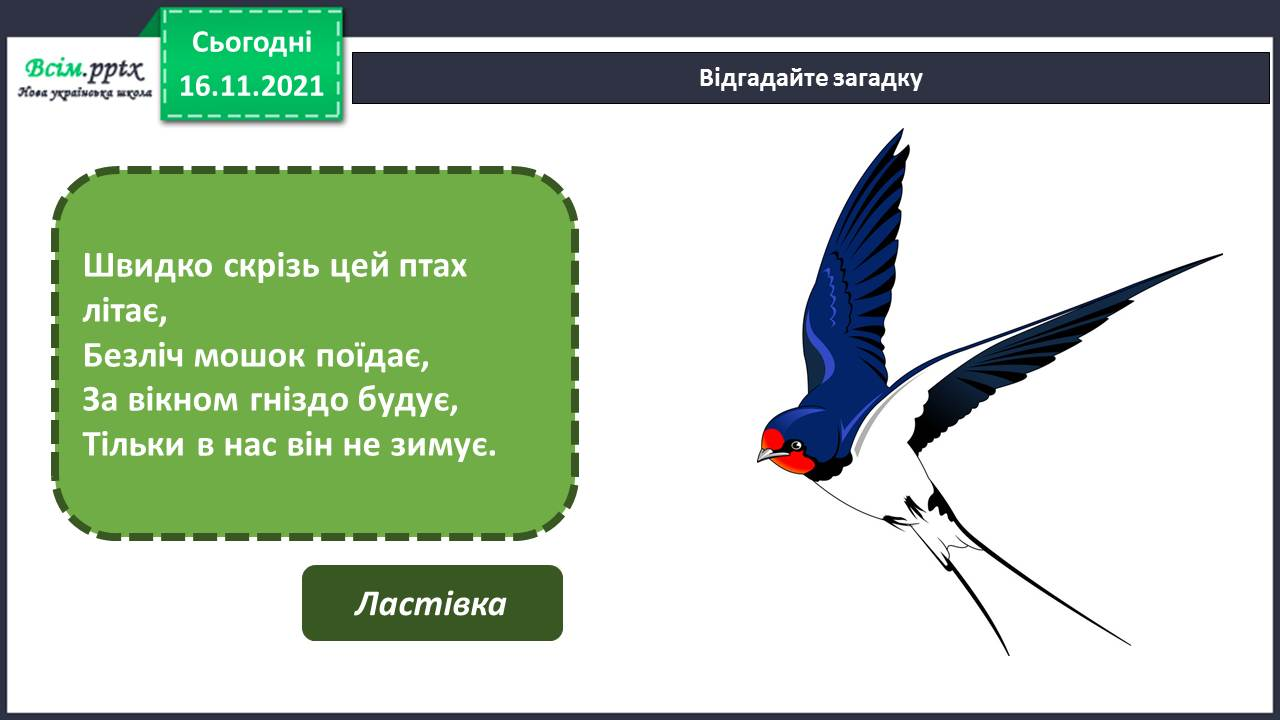 Сьогодні
16.11.2021
Всім.pptx
Нова українська школа
Відгадайте загадку
Швидко скрізь цей птах
літає,
Безліч мошок поїдає,
За вікном гніздо будує,
Тільки в нас він не зимує.
Ластівка